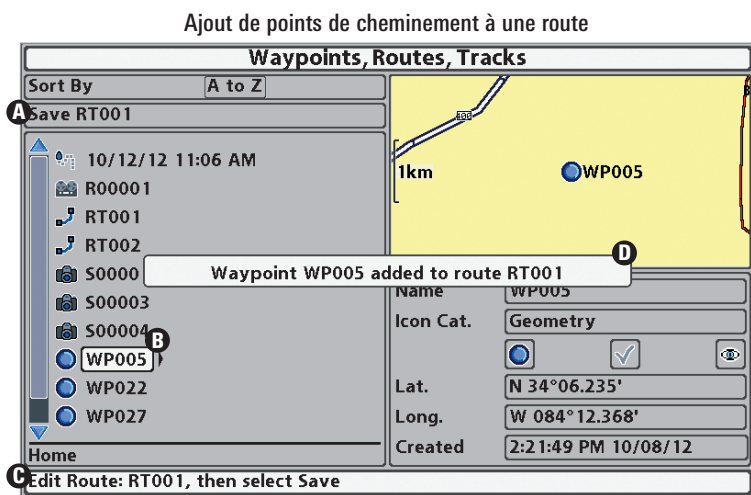 Ajout de points de cheminement à une route
Waypoints, Routes, Tracks
Sort By A to Z
A Save RT001
10/12/12 11:06 AM
R00001
RT001
RT002
S0000
S00003
S00004
B
WP005
WP022
WP027
Home
100
1km
WP005
D
Waypoint WP005 added to route RT001
Name WP005
Icon Cat. Geometry
Lat. N 34°06.235'
Long. W 084°12.368'
Created 2:21:49 PM 10/08/12
C Edit Route: RT001, then select Save